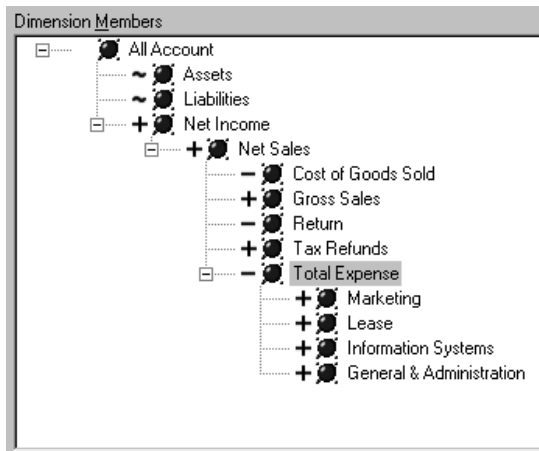 Dimension Members
All Account
~ Assets
~ Liabilities
+ Net Income
+ Net Sales
- Cost of Goods Sold
+ Gross Sales
- Return
+ Tax Refunds
- Total Expense
+ Marketing
+ Lease
+ Information Systems
+ General & Administration